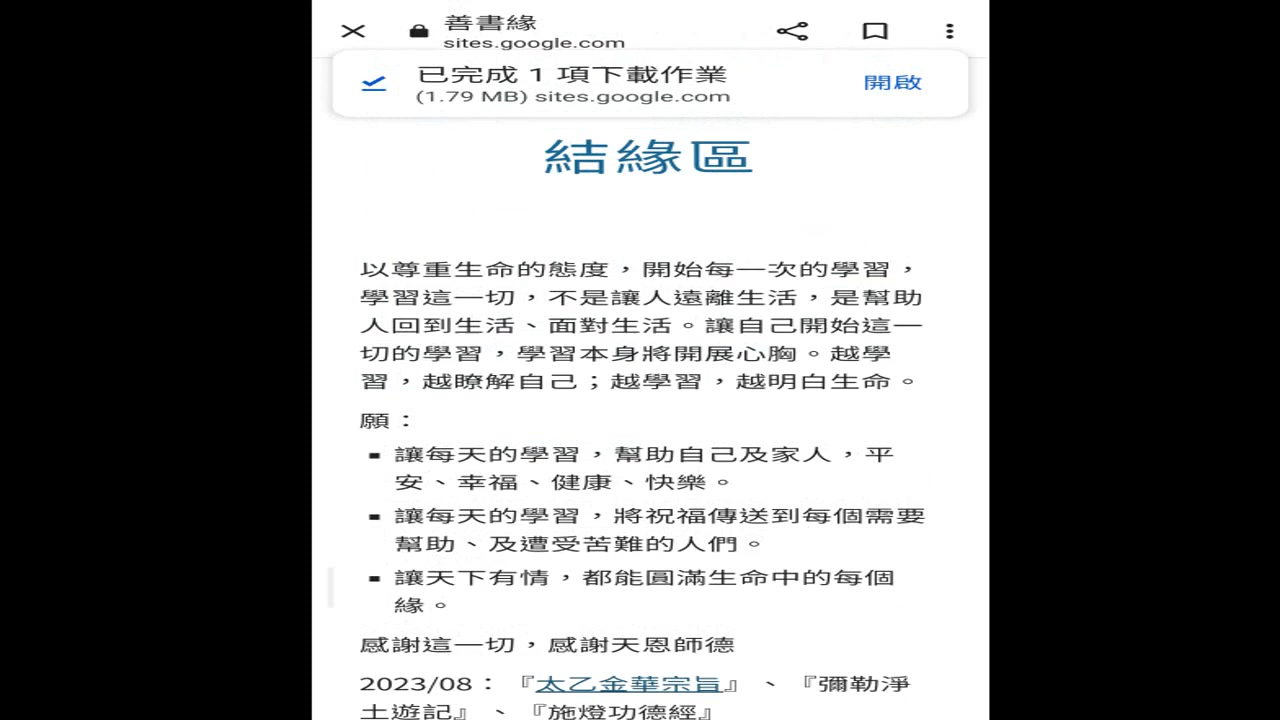 善書緣
sites.google.com
已完成 1 項下載作業
(1.79 MB) sites.google.com
開啟
結緣區
以尊重生命的態度，開始每一次的學習，
學習這一切，不是讓人遠離生活，是幫助
人回到生活、面對生活。讓自己開始這一
切的學習，學習本身將開展心胸。越學
習，越瞭解自己；越學習，越明白生命。
願：
▪ 讓每天的學習，幫助自己及家人，平
安、幸福、健康、快樂。
▪ 讓每天的學習，將祝福傳送到每個需要
幫助、及遭受苦難的人們。
▪ 讓天下有情，都能圓滿生命中的每個
緣。
感謝這一切，感謝天恩師德
2023/08：『太乙金華宗旨』、『彌勒淨
土遊記』、『施燈功德經』